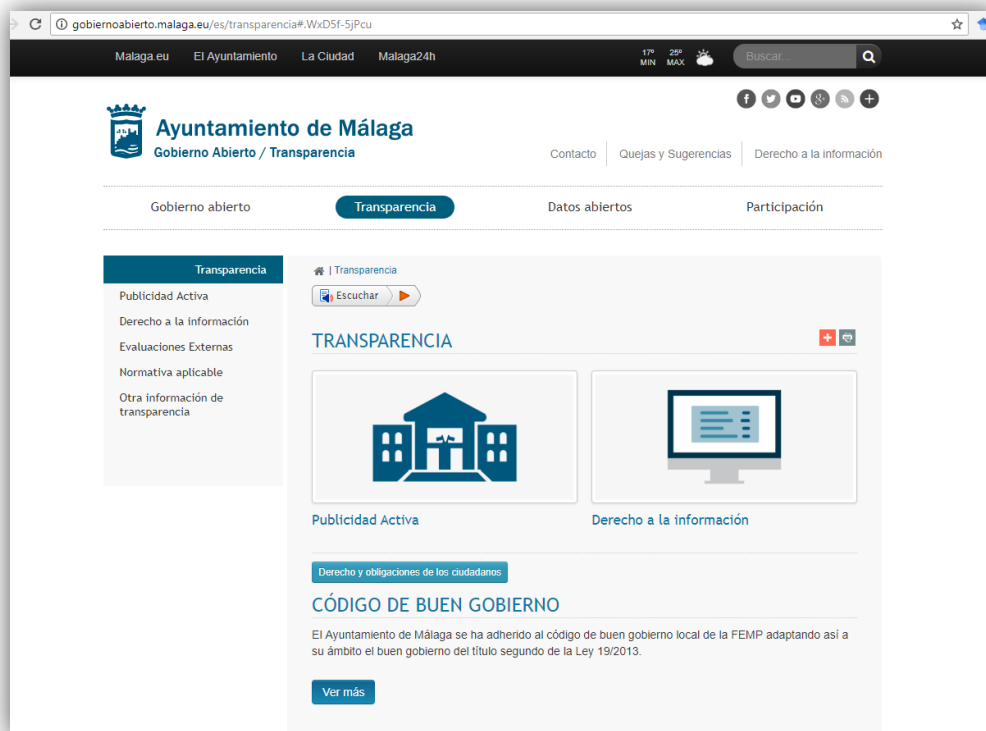 gobiernoabierto.malaga.eu/es/transparencia#.WxD5f-5jPcu
Malaga.eu El Ayuntamiento La Ciudad Malaga24h 17º MIN 25º MAX Buscar...
Ayuntamiento de Málaga
Gobierno Abierto / Transparencia
Contacto Quejas y Sugerencias Derecho a la información
Gobierno abierto Transparencia Datos abiertos Participación
Transparencia
Publicidad Activa
Derecho a la información
Evaluaciones Externas
Normativa aplicable
Otra información de
transparencia
| Transparencia
Escuchar
TRANSPARENCIA
Publicidad Activa Derecho a la información
Derecho y obligaciones de los ciudadanos
CÓDIGO DE BUEN GOBIERNO
El Ayuntamiento de Málaga se ha adherido al código de buen gobierno local de la FEMP adaptando así a
su ámbito el buen gobierno del título segundo de la Ley 19/2013.
Ver más